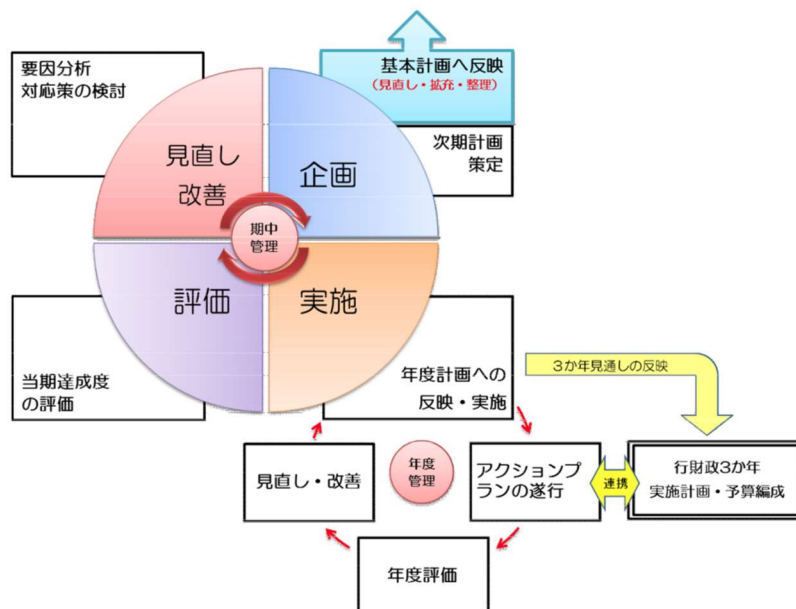 要因分析
対応策の検討
基本計画へ反映
(見直し・拡充・整理)
次期計画
策定
見直し
改善
企画
期中
管理
評価
実施
当期達成度
の評価
年度計画への
反映・実施
3か年見通しの反映
見直し・改善
年度
管理
アクションプ
ランの遂行
連携
行財政3か年
実施計画・予算編成
年度評価